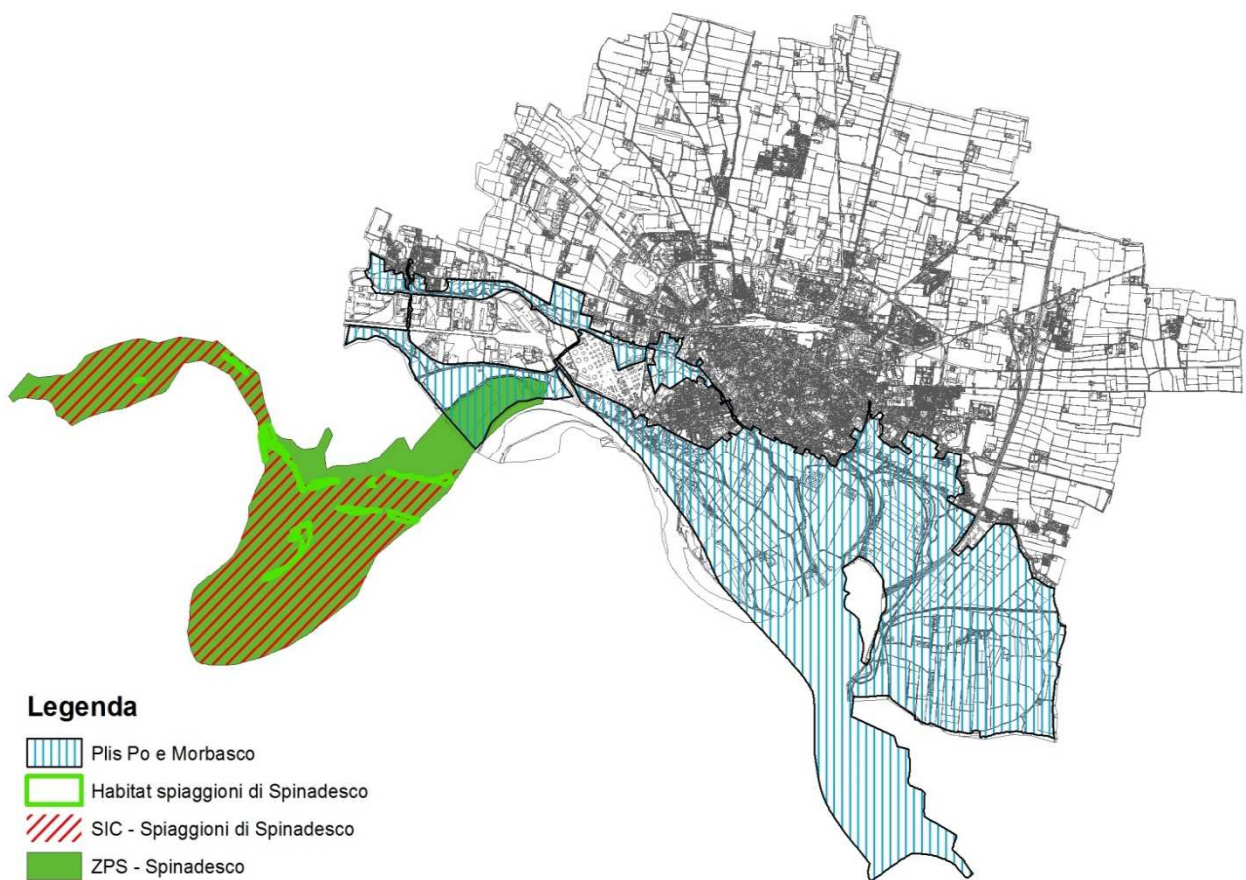 Legenda
Plis Po e Morbasco
Habitat spiaggioni di Spinadesco
SIC - Spiaggioni di Spinadesco
ZPS - Spinadesco